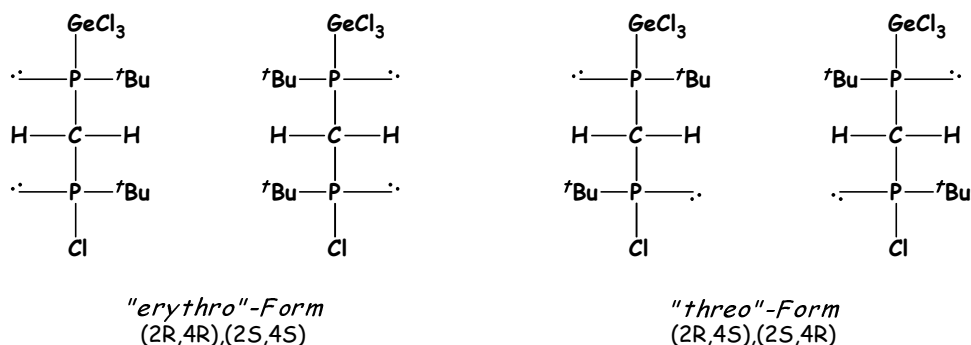 GeCl3 GeCl3 GeCl3 GeCl3
P tBu tBu P P tBu tBu P
H C H H C H H C H H C H
P tBu tBu P tBu P P tBu
Cl Cl Cl Cl
"erythro"-Form "threo"-Form
(2R,4R),(2S,4S) (2R,4S),(2S,4R)